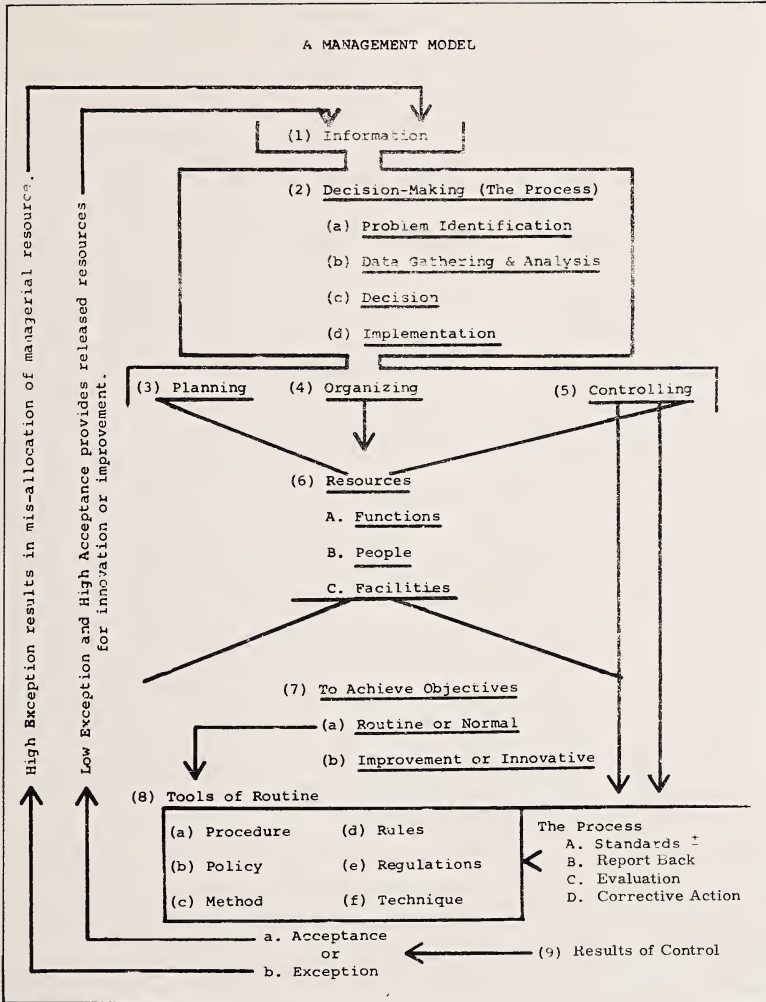 A MANAGEMENT MODEL
(1) Information
(2) Decision-Making (The Process)
(a) Problem Identification
(b) Data Gathering & Analysis
(c) Decision
(d) Implementation
(3) Planning
(4) Organizing
(5) Controlling
(6) Resources
A. Functions
B. People
C. Facilities
(7) To Achieve Objectives
(a) Routine or Normal
(b) Improvement or Innovative
(8) Tools of Routine
(a) Procedure
(b) Policy
(c) Method
(d) Rules
(e) Regulations
(f) Technique
The Process
A. Standards ±
B. Report Back
C. Evaluation
D. Corrective Action
(9) Results of Control
a. Acceptance
or
b. Exception
High Exception results in mis-allocation of managerial resource.
Low Exception and High Acceptance provides released resources
for innovation or improvement.